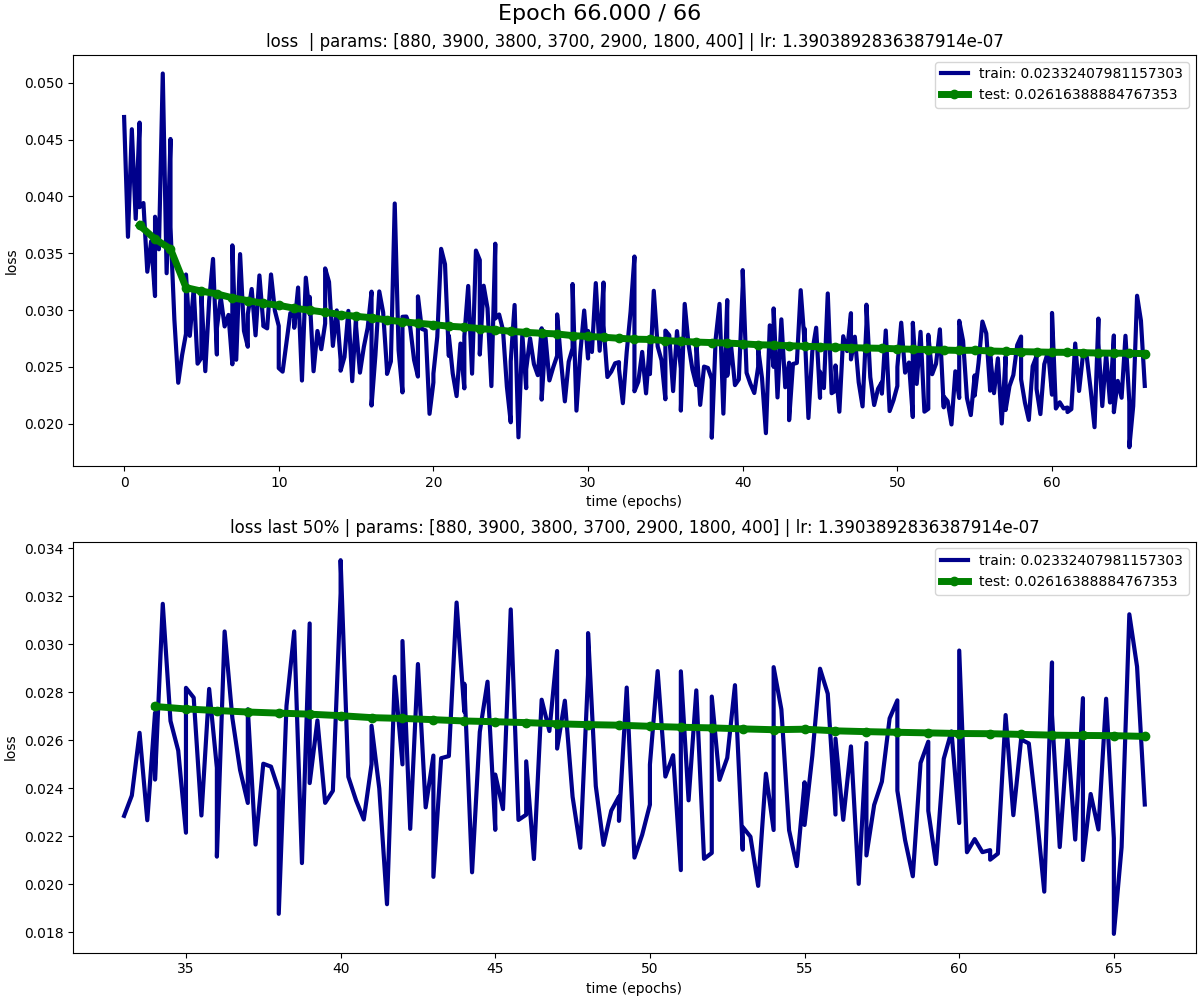 Epoch 66.000 / 66
loss  | params: [880, 3900, 3800, 3700, 2900, 1800, 400] | lr: 1.3903892836387914e-07
train: 0.02332407981157303
test: 0.02616388884767353
0.050
0.045
0.040
0.035
0.030
0.025
0.020
loss
0 10 20 30 40 50 60
time (epochs)
loss last 50% | params: [880, 3900, 3800, 3700, 2900, 1800, 400] | lr: 1.3903892836387914e-07
train: 0.02332407981157303
test: 0.02616388884767353
0.034
0.032
0.030
0.028
0.026
0.024
0.022
0.020
0.018
loss
35 40 45 50 55 60 65
time (epochs)